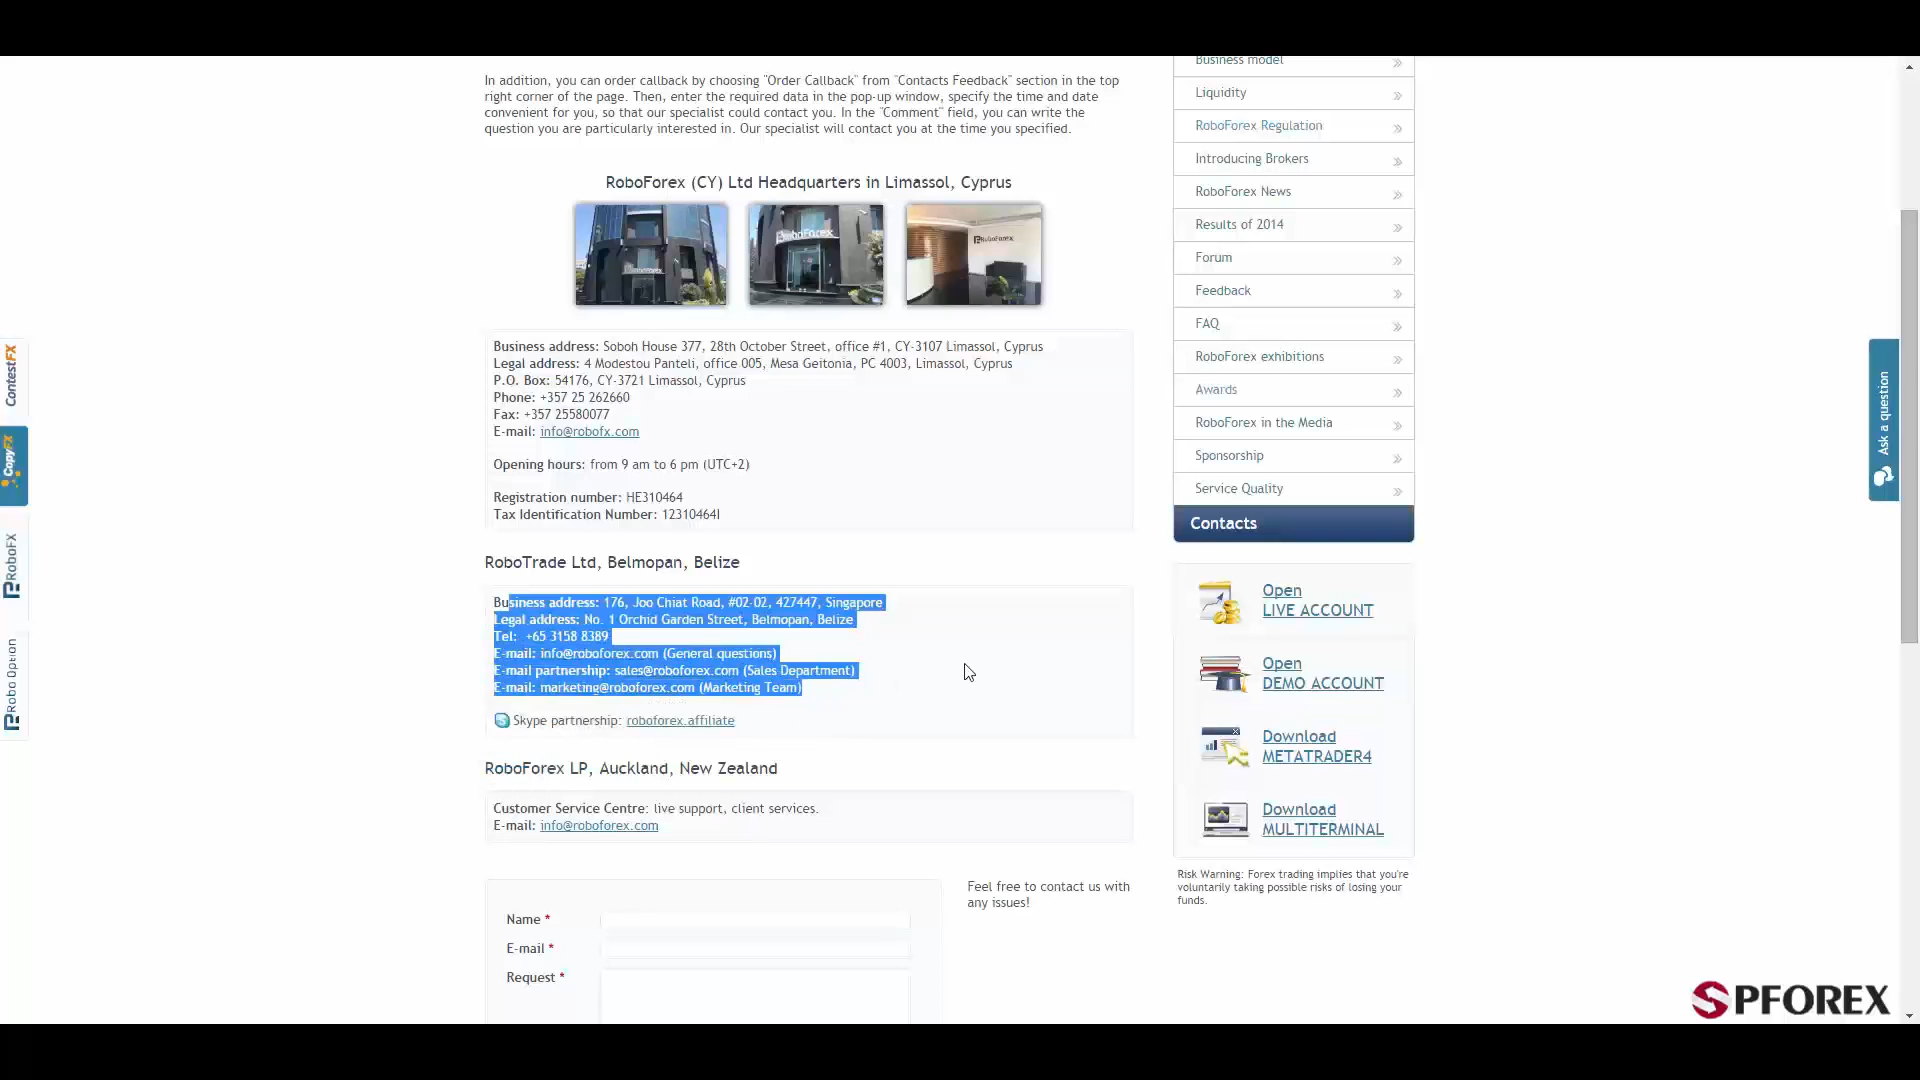 In addition, you can order callback by choosing "Order Callback" from "Contacts Feedback" section in the top
right corner of the page. Then, enter the required data in the pop-up window, specify the time and date
convenient for you, so that our specialist could contact you. In the "Comment" field, you can write the
question you are particularly interested in. Our specialist will contact you at the time you specified.
RoboForex (CY) Ltd Headquarters in Limassol, Cyprus
RoboForex
RoboForex
RoboForex
Business address: Soboh House 377, 28th October Street, office #1, CY-3107 Limassol, Cyprus
Legal address: 4 Modestou Panteli, office 005, Mesa Geitonia, PC 4003, Limassol, Cyprus
P.O. Box: 54176, CY-3721 Limassol, Cyprus
Phone: +357 25 262660
Fax: +357 25580077
E-mail: info@robofx.com
Opening hours: from 9 am to 6 pm (UTC+2)
Registration number: HE310464
Tax Identification Number: 12310464I
RoboTrade Ltd, Belmopan, Belize
Business address: 176, Joo Chiat Road, #02-02, 427447, Singapore
Legal address: No. 1 Orchid Garden Street, Belmopan, Belize
Tel: +65 3158 8389
E-mail: info@roboforex.com (General questions)
E-mail partnership: sales@roboforex.com (Sales Department)
E-mail: marketing@roboforex.com (Marketing Team)
Skype partnership: roboforex.affiliate
RoboForex LP, Auckland, New Zealand
Customer Service Centre: live support, client services.
E-mail: info@roboforex.com
Name *
E-mail *
Request *
Feel free to contact us with
any issues!
Business model
Liquidity
RoboForex Regulation
Introducing Brokers
RoboForex News
Results of 2014
Forum
Feedback
FAQ
RoboForex exhibitions
Awards
RoboForex in the Media
Sponsorship
Service Quality
Contacts
Open
LIVE ACCOUNT
Open
DEMO ACCOUNT
Download
METATRADER4
Download
MULTITERMINAL
Risk Warning: Forex trading implies that you're
voluntarily taking possible risks of losing your
funds.
ContestFX
CopyFX
RoboFX
Robo Option
Ask a question
SPFOREX